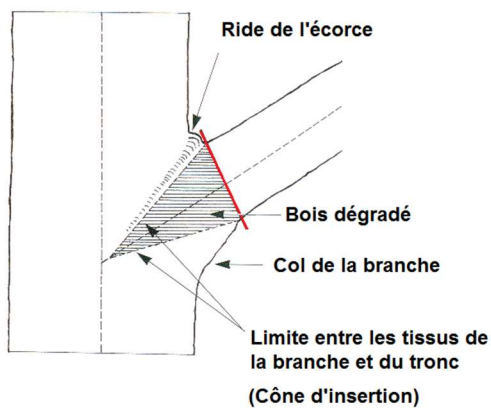 Ride de l'écorce
Bois dégradé
Col de la branche
Limite entre les tissus de
la branche et du tronc
(Cône d'insertion)